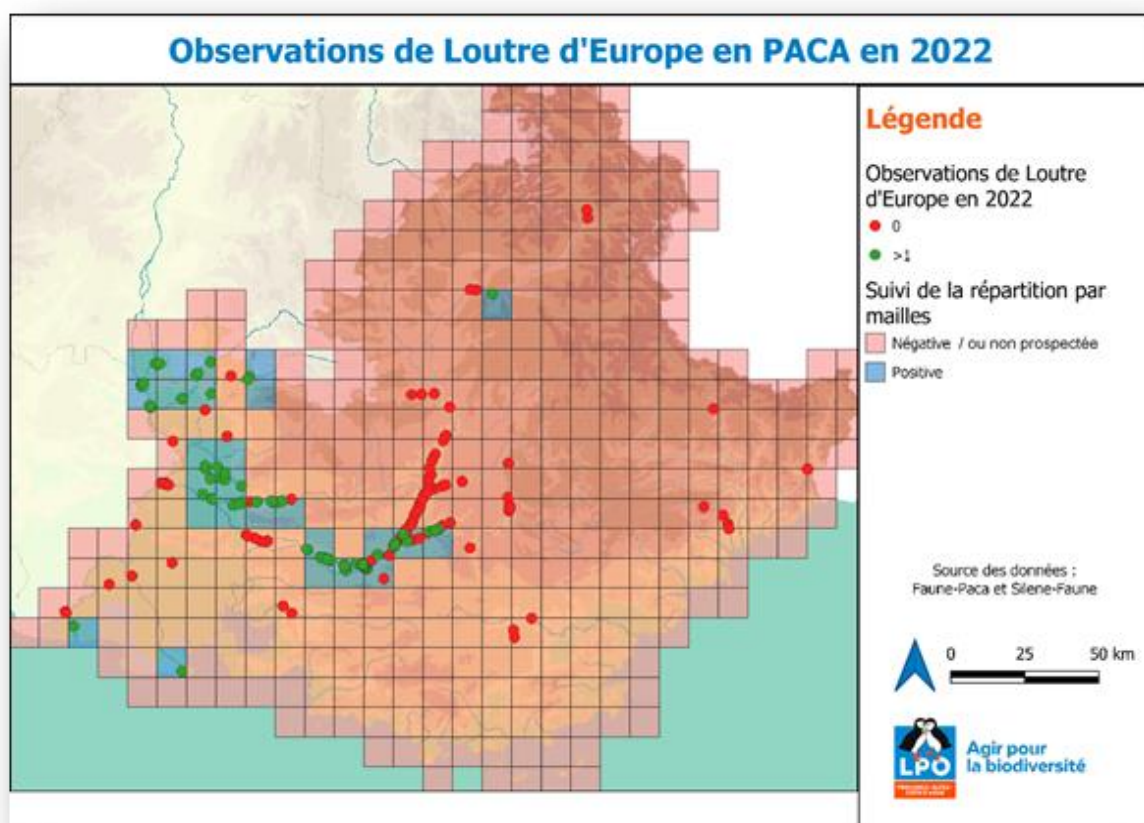 Observations de Loutre d'Europe en PACA en 2022
Légende
Observations de Loutre
d'Europe en 2022
0
>1
Suivi de la répartition par
mailles
Négative / ou non prospectée
Positive
Source des données :
Faune-Paca et Silene-Faune
0 25 50 km
LPO
Agir pour
la biodiversité